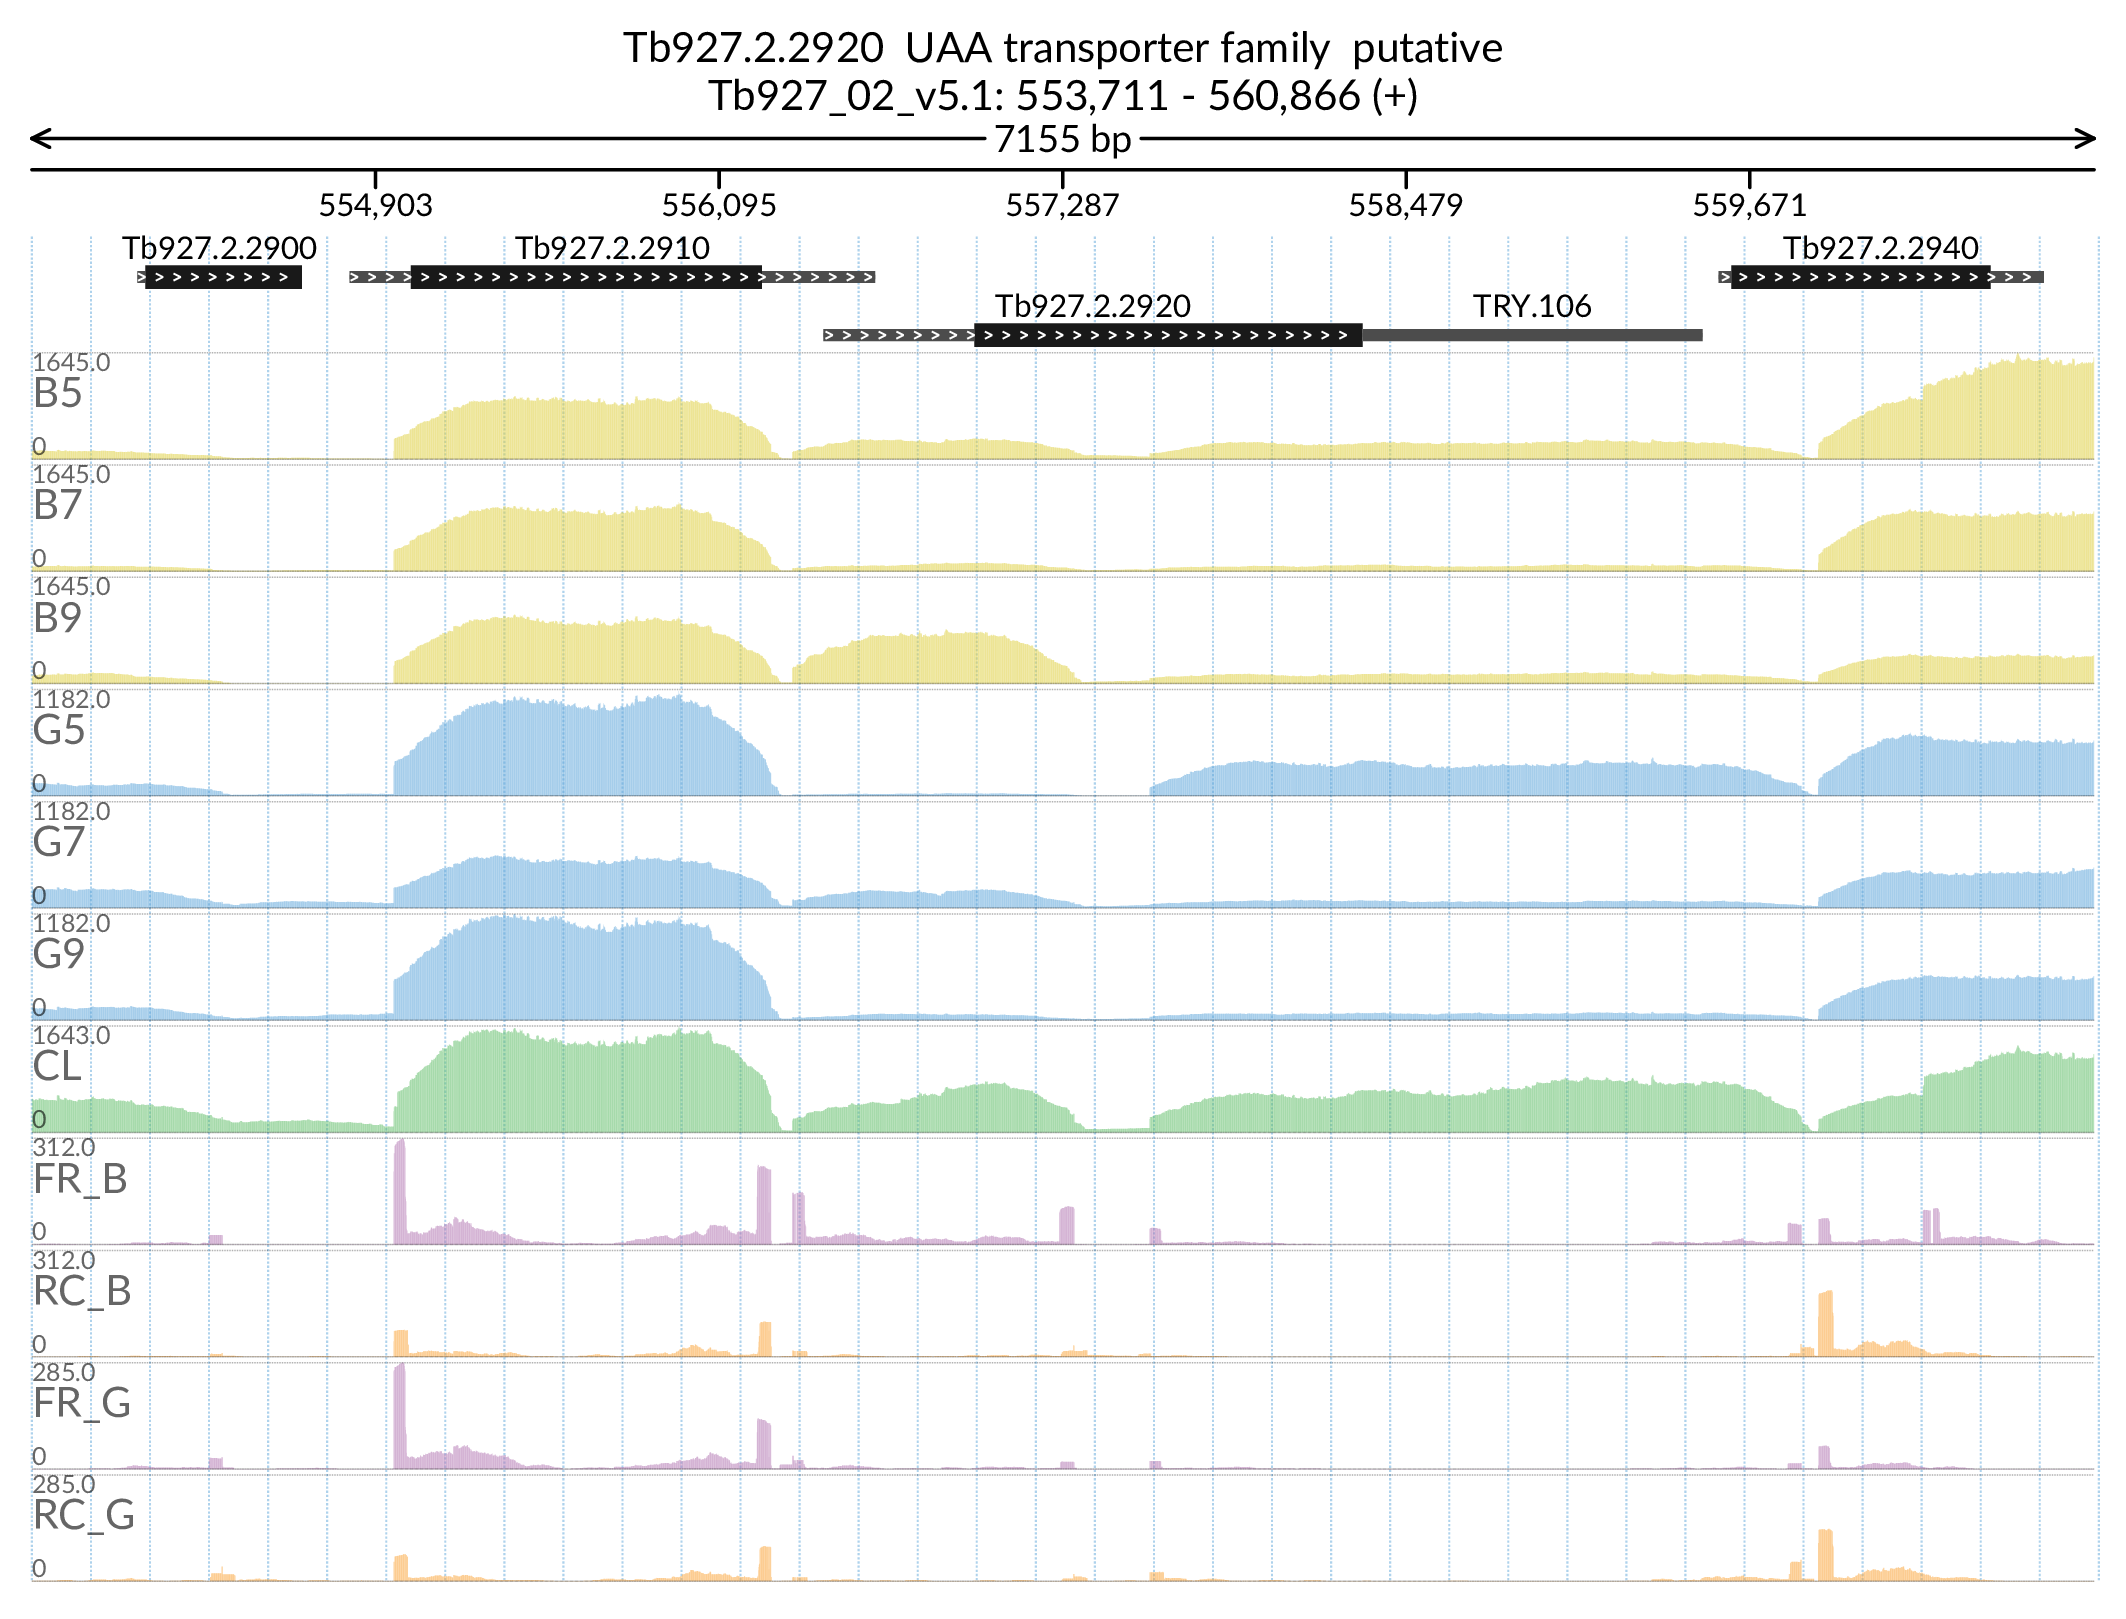 Tb927.2.2920 UAA transporter family putative
Tb927_02_v5.1: 553,711 - 560,866 (+)
7155 bp
554,903 556,095 557,287 558,479 559,671
Tb927.2.2900 Tb927.2.2910 Tb927.2.2940
Tb927.2.2920 TRY.106
1645.0
B5
0
1645.0
B7
0
1645.0
B9
0
1182.0
G5
0
1182.0
G7
0
1182.0
G9
0
1643.0
CL
0
312.0
FR_B
0
312.0
RC_B
0
285.0
FR_G
0
285.0
RC_G
0